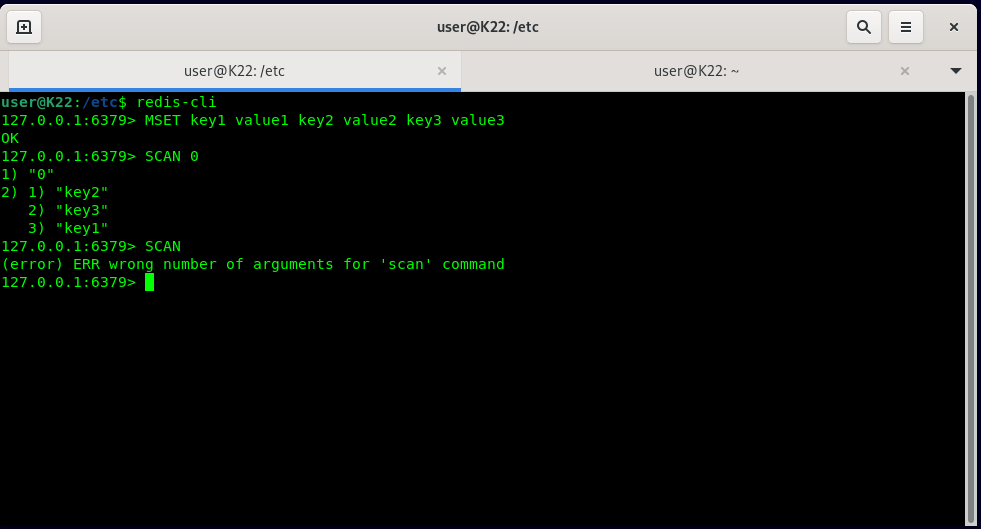 user@K22: /etc
user@K22: /etc
user@K22: ~
user@K22:/etc$ redis-cli
127.0.0.1:6379> MSET key1 value1 key2 value2 key3 value3
OK
127.0.0.1:6379> SCAN 0
1) "0"
2) 1) "key2"
   2) "key3"
   3) "key1"
127.0.0.1:6379> SCAN
(error) ERR wrong number of arguments for 'scan' command
127.0.0.1:6379>